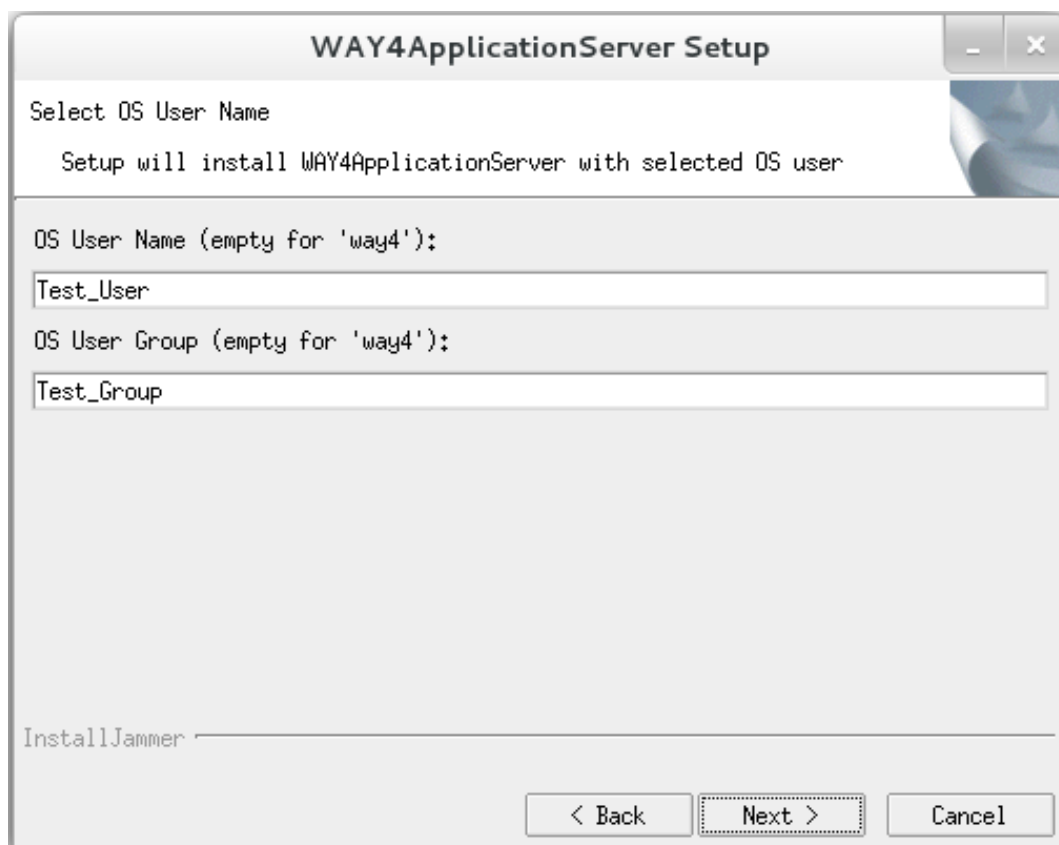 WAY4ApplicationServer Setup
Select OS User Name
Setup will install WAY4ApplicationServer with selected OS user
OS User Name (empty for 'way4'):
Test_User
OS User Group (empty for 'way4'):
Test_Group
InstallJammer
< Back Next > Cancel